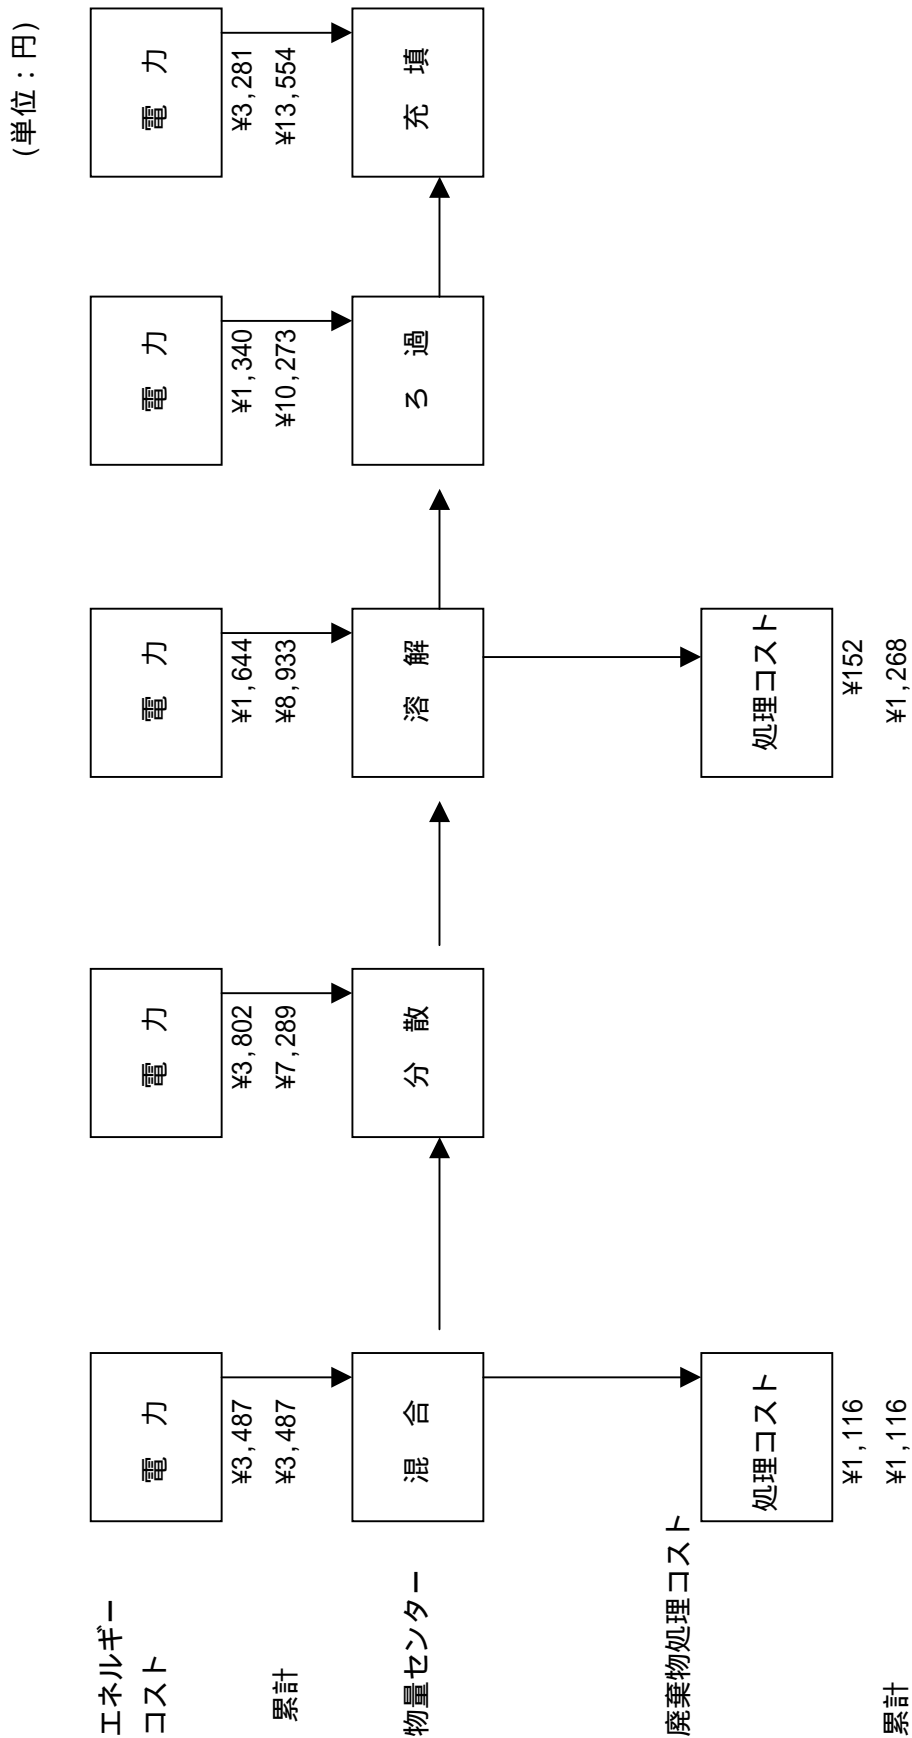 (単位：円)
エネルギー
コスト
電 力
電 力
電 力
電 力
電 力
¥3,487
¥3,802
¥1,644
¥1,340
¥3,281
累計
¥3,487
¥7,289
¥8,933
¥10,273
¥13,554
物量センター
混 合
分 散
溶 解
ろ 過
充 填
廃棄物処理コスト
処理コスト
処理コスト
¥1,116
¥152
累計
¥1,116
¥1,268